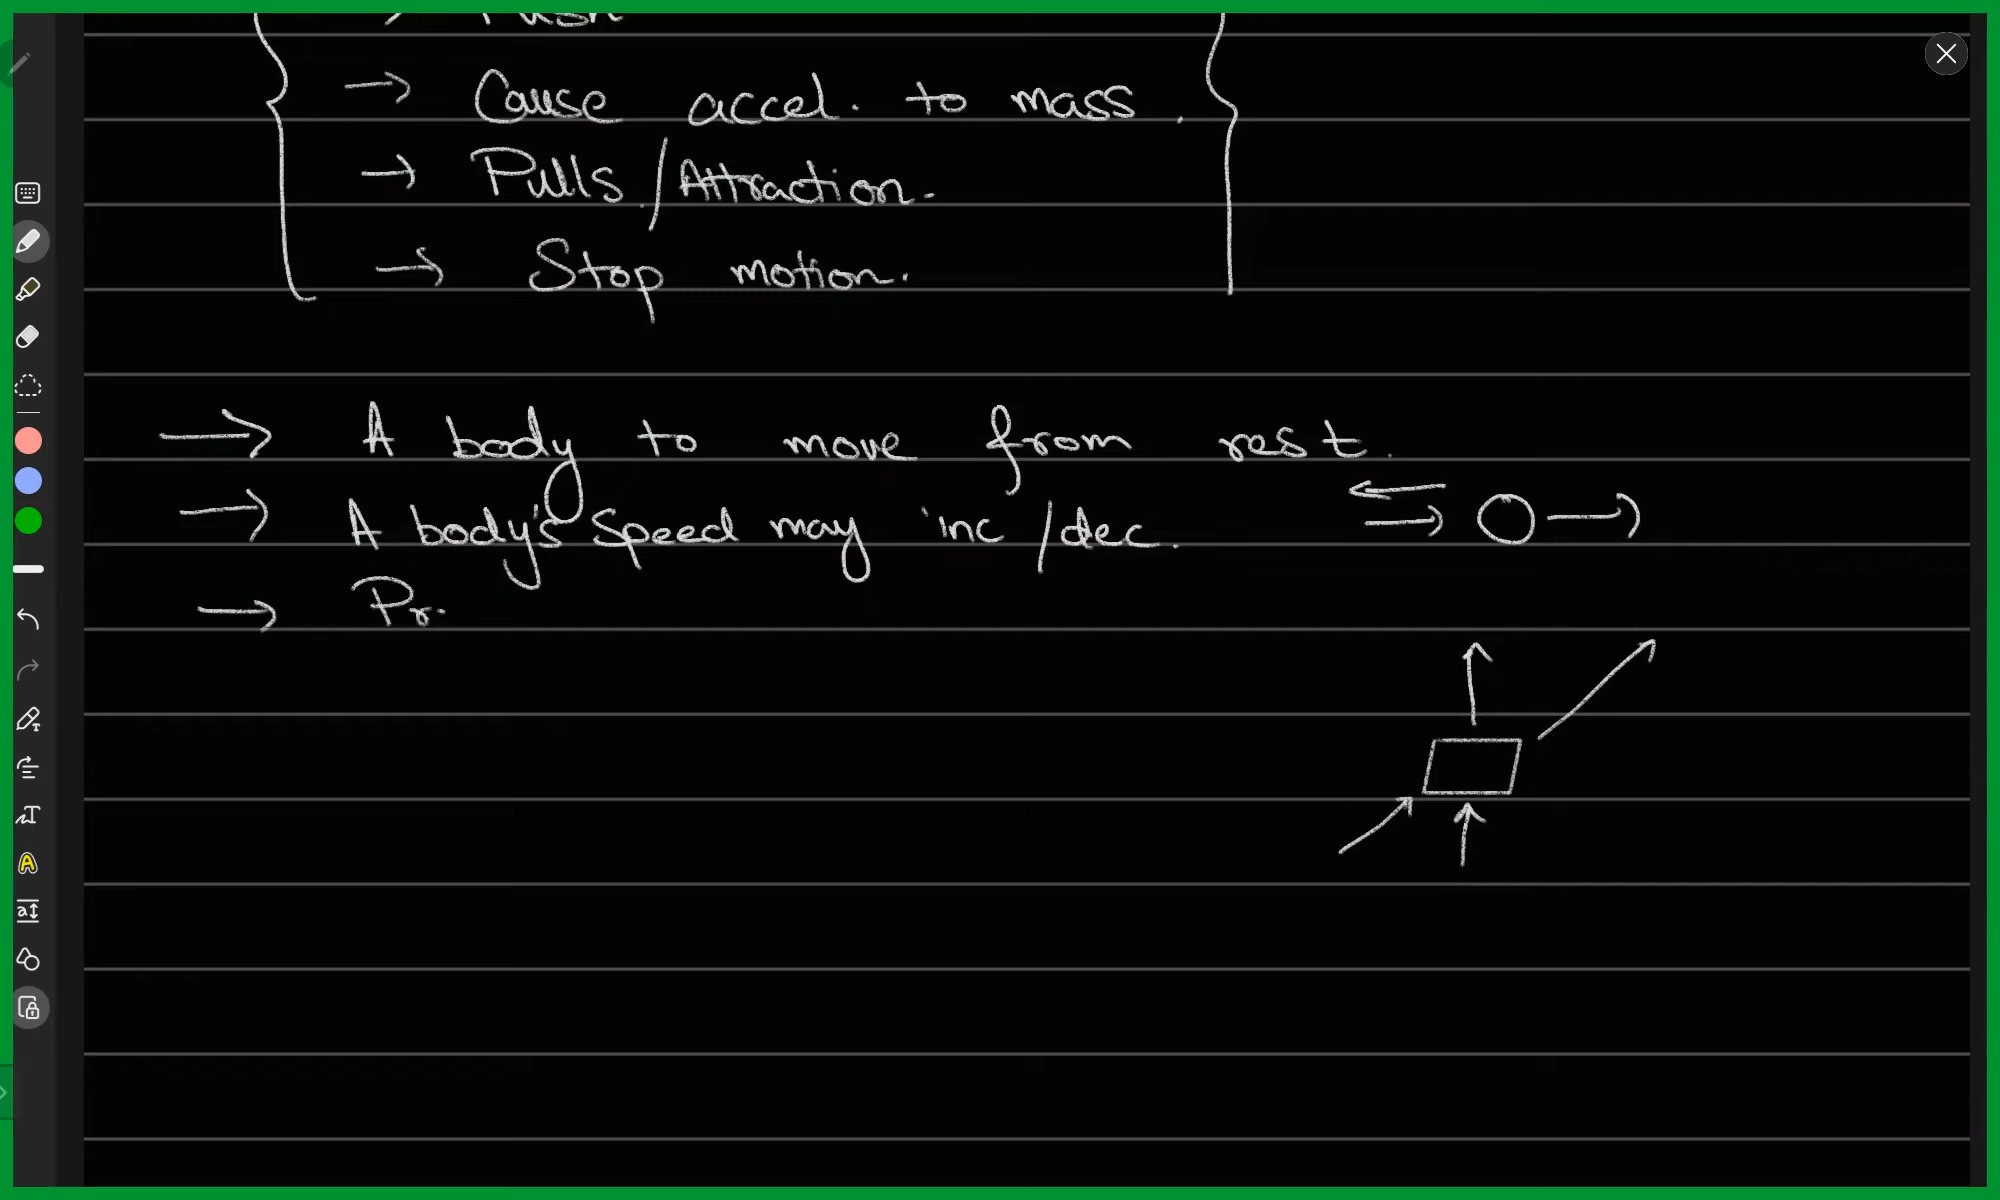 → Push
→ Cause accel. to mass.
→ Pulls / Attraction.
→ Stop motion.
→ A body to move from rest.
→ A body's speed may inc / dec.
→ Pr.